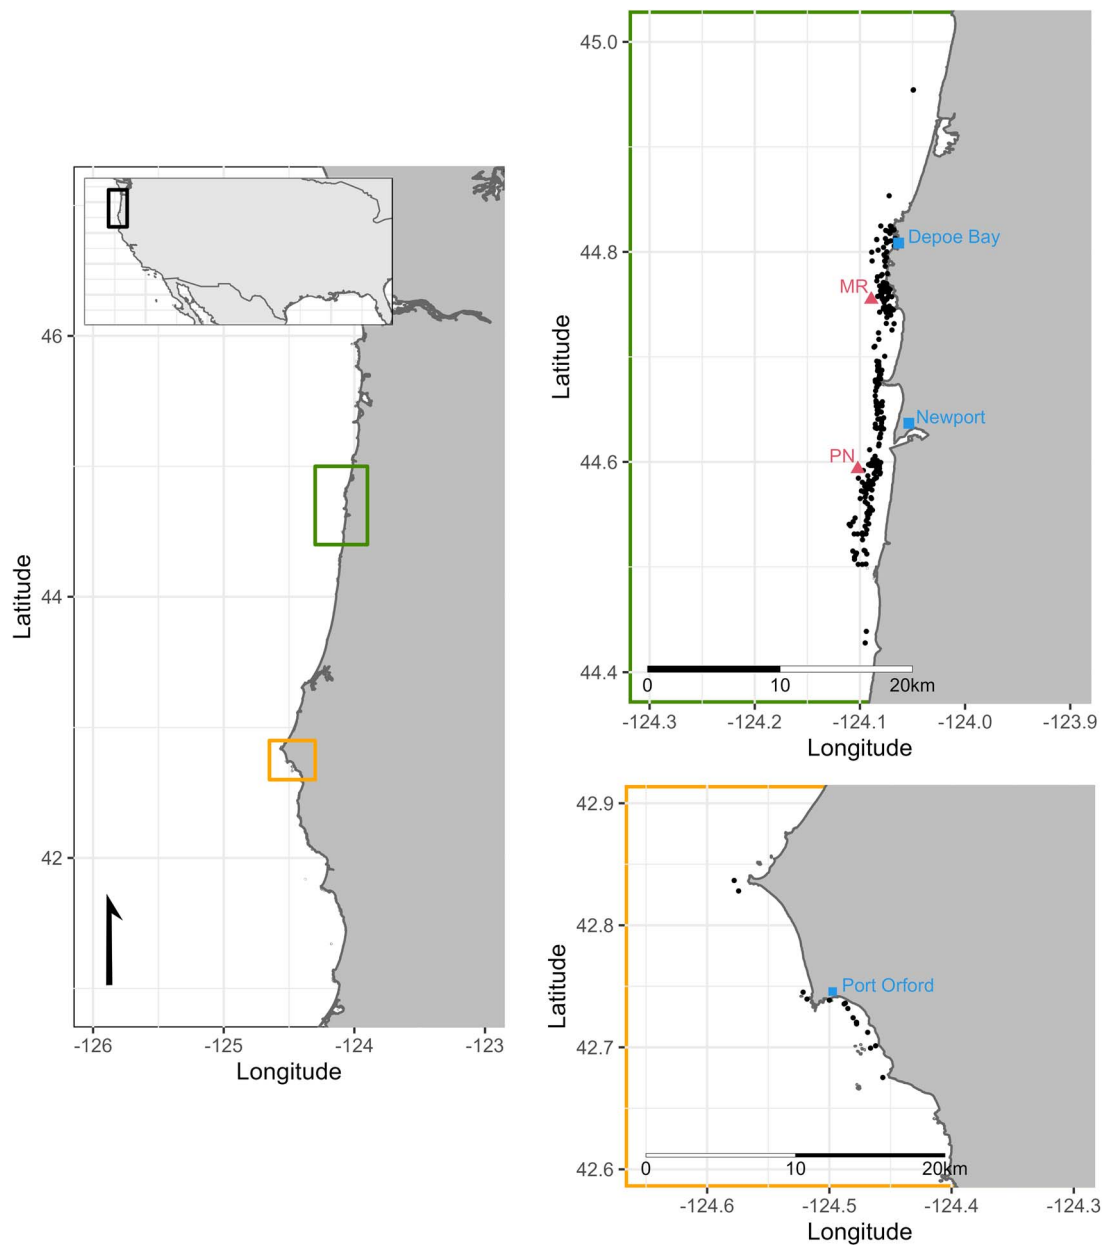 46
44
42
Latitude
-126
-125
-124
-123
Longitude
45.0
44.8
44.6
44.4
Latitude
Depoe Bay
MR
Newport
PN
0
10
20km
-124.3
-124.2
-124.1
-124.0
-123.9
Longitude
42.9
42.8
42.7
42.6
Latitude
Port Orford
0
10
20km
-124.6
-124.5
-124.4
-124.3
Longitude